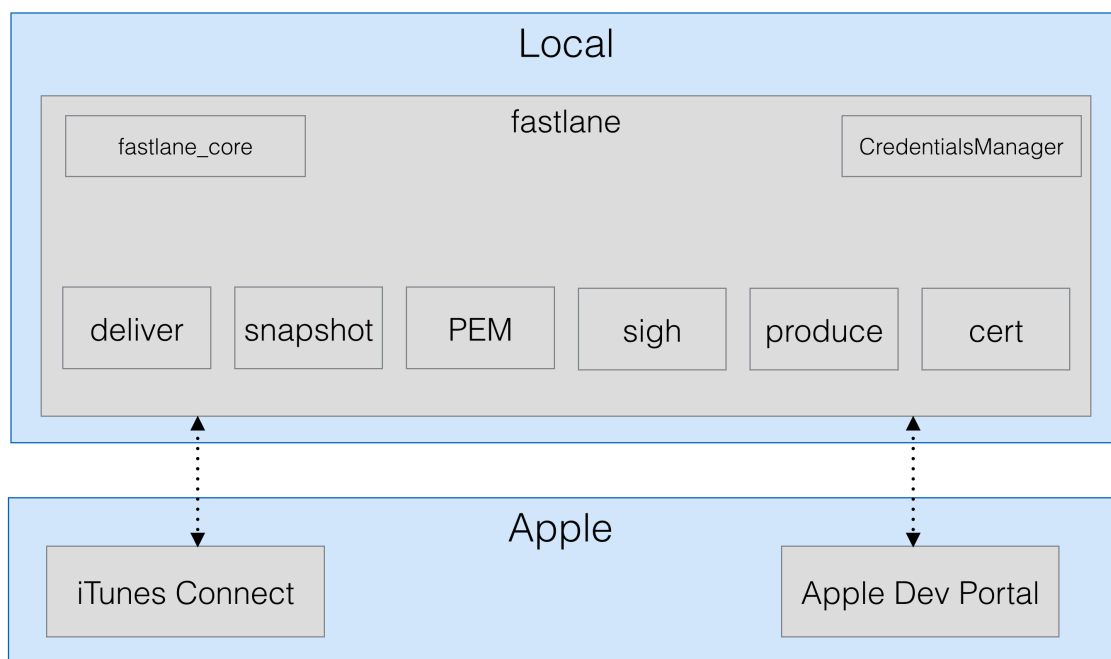 Local
fastlane
fastlane_core
CredentialsManager
deliver
snapshot
PEM
sigh
produce
cert
Apple
iTunes Connect
Apple Dev Portal